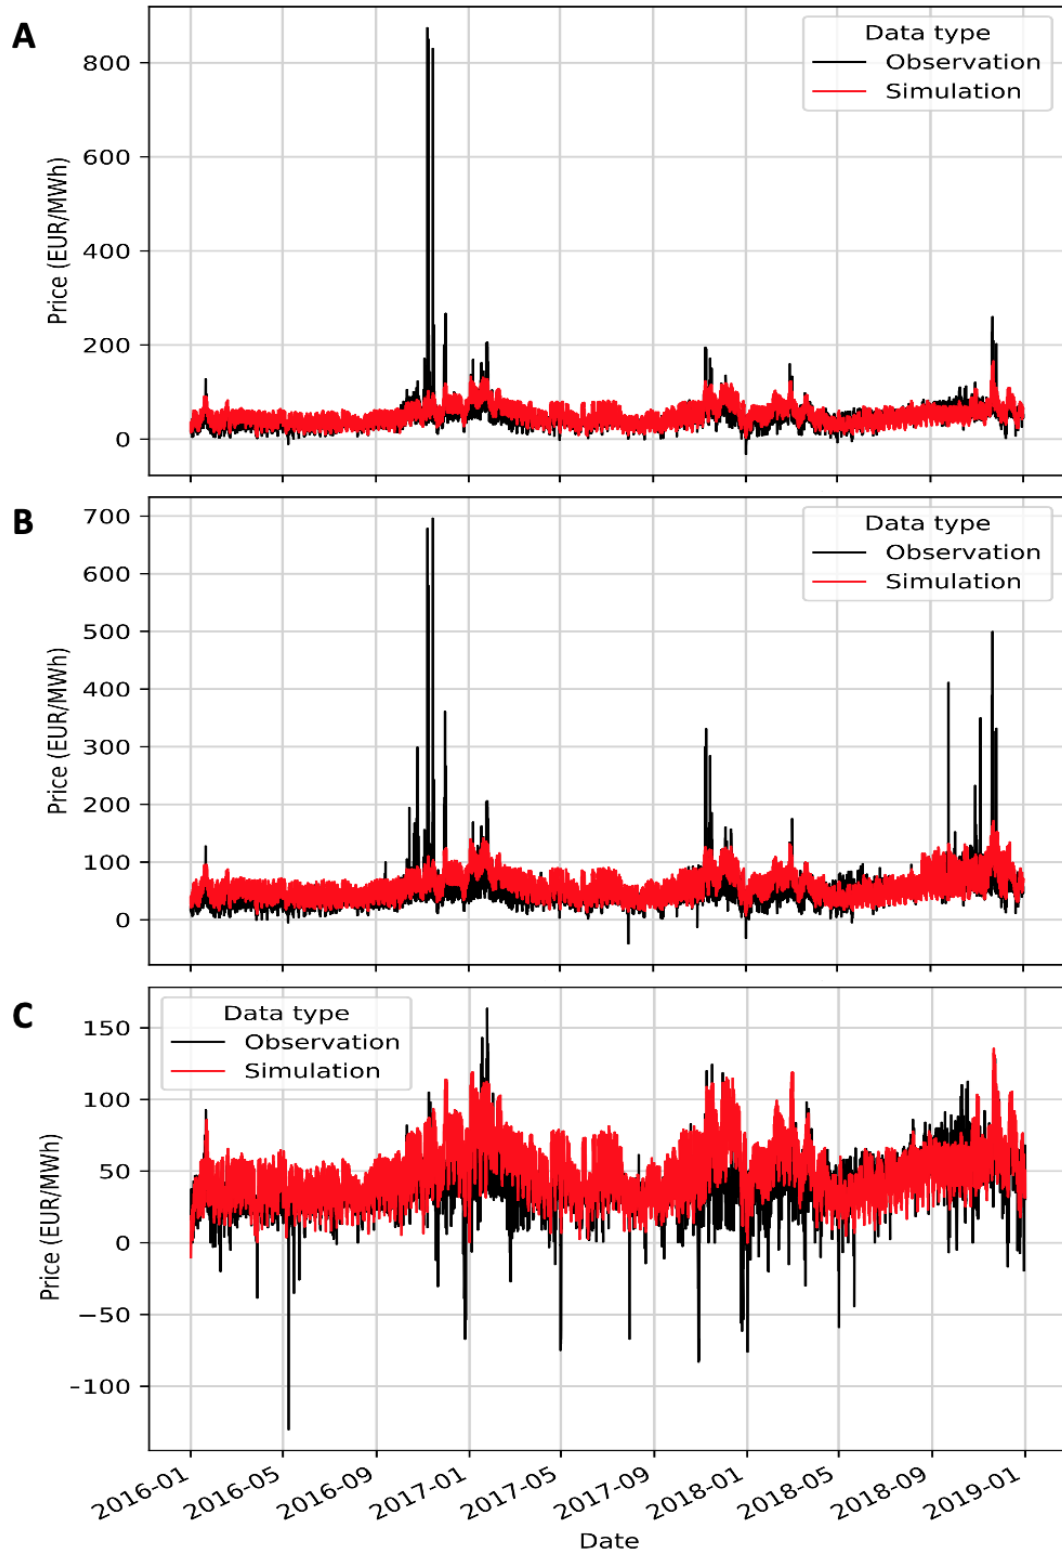 A
Data type
Observation
Simulation
Price (EUR/MWh)
800
600
400
200
0
B
Data type
Observation
Simulation
Price (EUR/MWh)
700
600
500
400
300
200
100
0
C
Data type
Observation
Simulation
Price (EUR/MWh)
150
100
50
0
−50
-100
2016-01
2016-05
2016-09
2017-01
2017-05
2017-09
2018-01
2018-05
2018-09
2019-01
Date